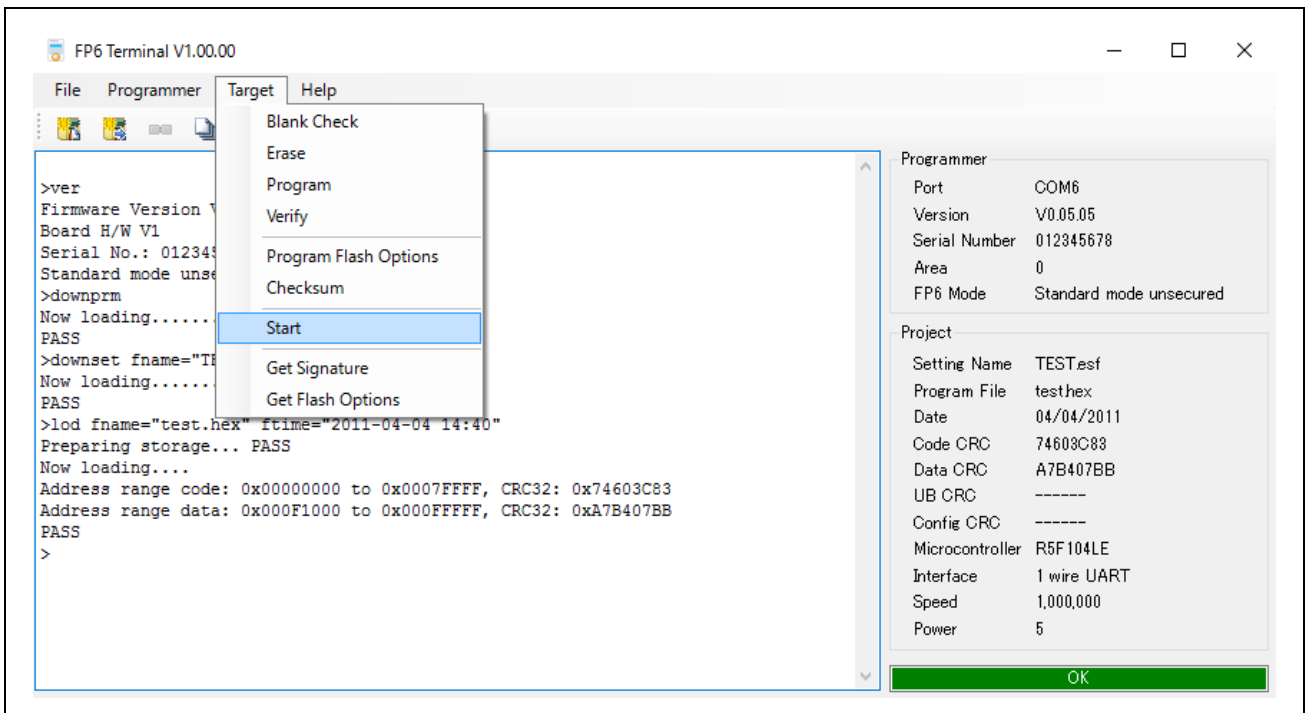 FP6 Terminal V1.00.00
File Programmer Target Help
Blank Check
Erase
Program
Verify
Program Flash Options
Checksum
Start
Get Signature
Get Flash Options
>ver
Firmware Version
Board H/W V1
Serial No.: 012345
Standard mode unse
>downprm
Now loading.......
PASS
>downset fname="TE
Now loading.......
PASS
>lod fname="test.hex" ftime="2011-04-04 14:40"
Preparing storage... PASS
Now loading....
Address range code: 0x00000000 to 0x0007FFFF, CRC32: 0x74603C83
Address range data: 0x000F1000 to 0x000FFFFF, CRC32: 0xA7B407BB
PASS
>
Programmer
Port COM6
Version V0.05.05
Serial Number 012345678
Area 0
FP6 Mode Standard mode unsecured
Project
Setting Name TEST.esf
Program File test.hex
Date 04/04/2011
Code CRC 74603C83
Data CRC A7B407BB
UB CRC ------
Config CRC ------
Microcontroller R5F104LE
Interface 1 wire UART
Speed 1,000,000
Power 5
OK